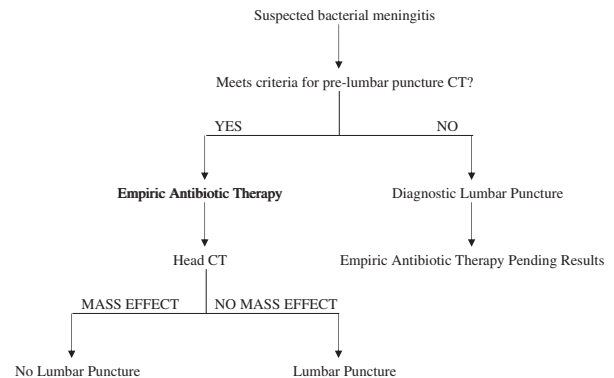 Suspected bacterial meningitis
Meets criteria for pre-lumbar puncture CT?
YES
NO
Empiric Antibiotic Therapy
Diagnostic Lumbar Puncture
Head CT
Empiric Antibiotic Therapy Pending Results
MASS EFFECT
NO MASS EFFECT
No Lumbar Puncture
Lumbar Puncture